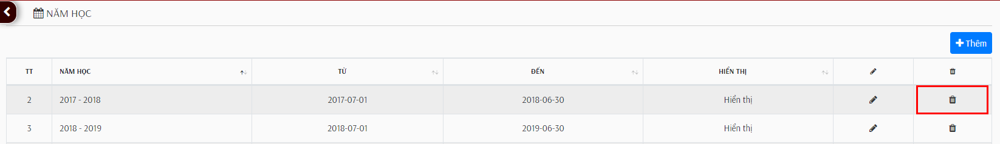 NĂM HỌC
Thêm
TT NĂM HỌC TỪ ĐẾN HIỂN THỊ
2 2017 - 2018 2017-07-01 2018-06-30 Hiển thị
3 2018 - 2019 2018-07-01 2019-06-30 Hiển thị